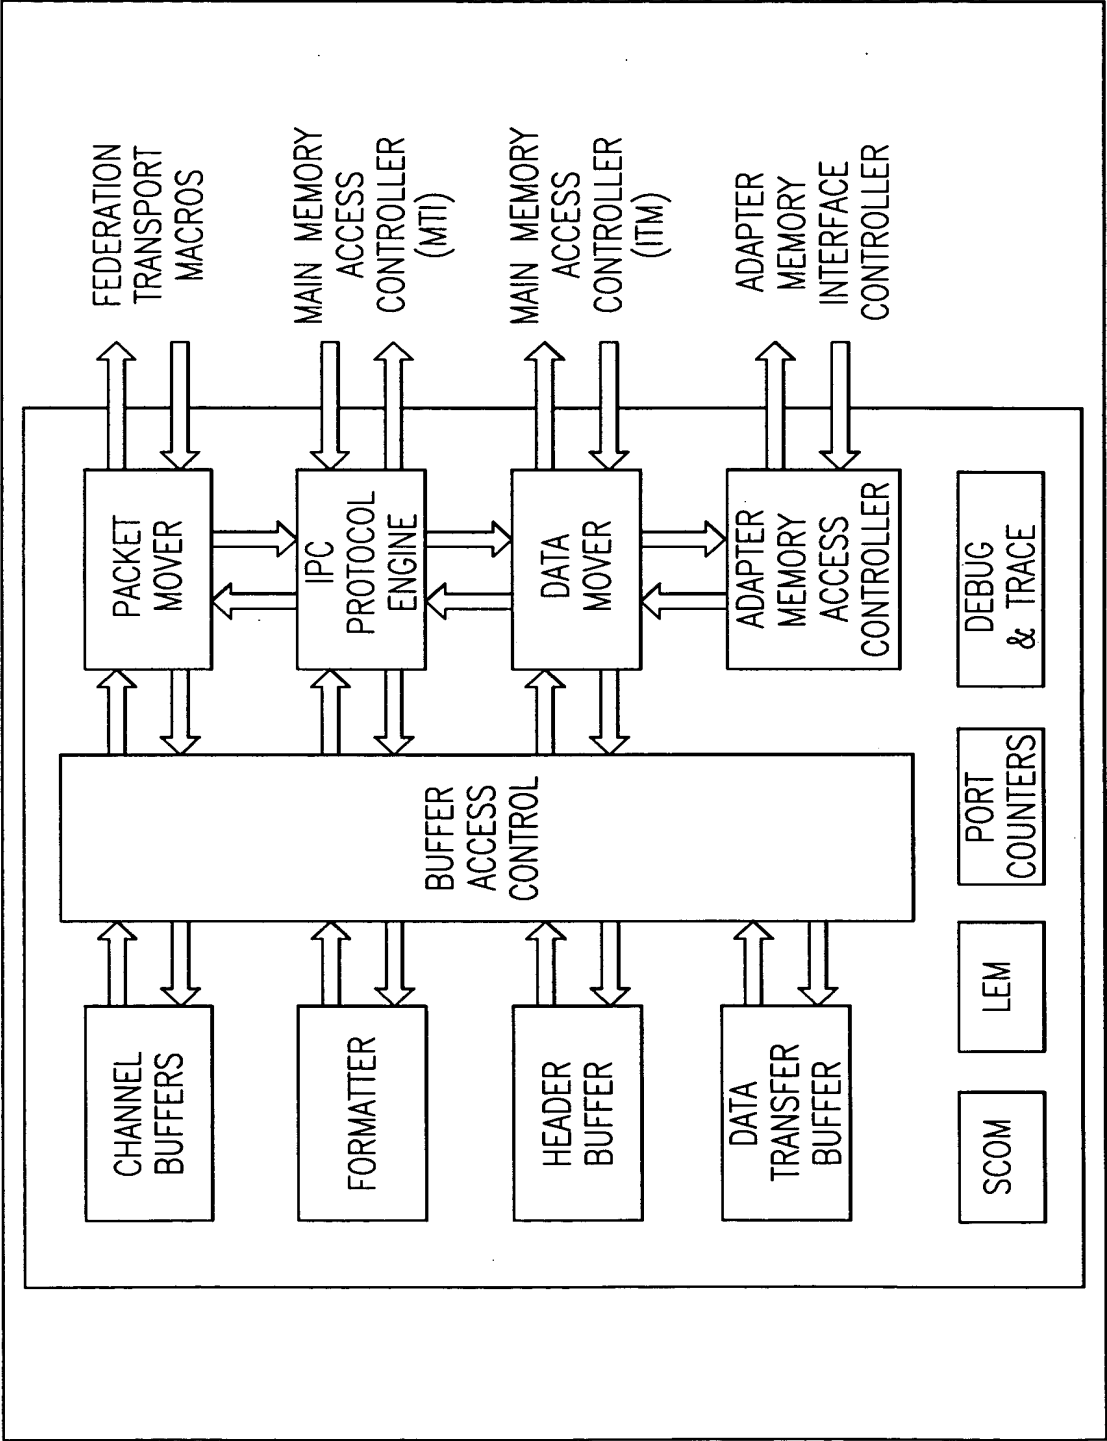 CHANNEL
BUFFERS
FORMATTER
HEADER
BUFFER
DATA
TRANSFER
BUFFER
BUFFER
ACCESS
CONTROL
PACKET
MOVER
IPC
PROTOCOL
ENGINE
DATA
MOVER
ADAPTER
MEMORY
ACCESS
CONTROLLER
FEDERATION
TRANSPORT
MACROS
MAIN MEMORY
ACCESS
CONTROLLER
(MTI)
MAIN MEMORY
ACCESS
CONTROLLER
(ITM)
ADAPTER
MEMORY
INTERFACE
CONTROLLER
SCOM
LEM
PORT
COUNTERS
DEBUG
& TRACE